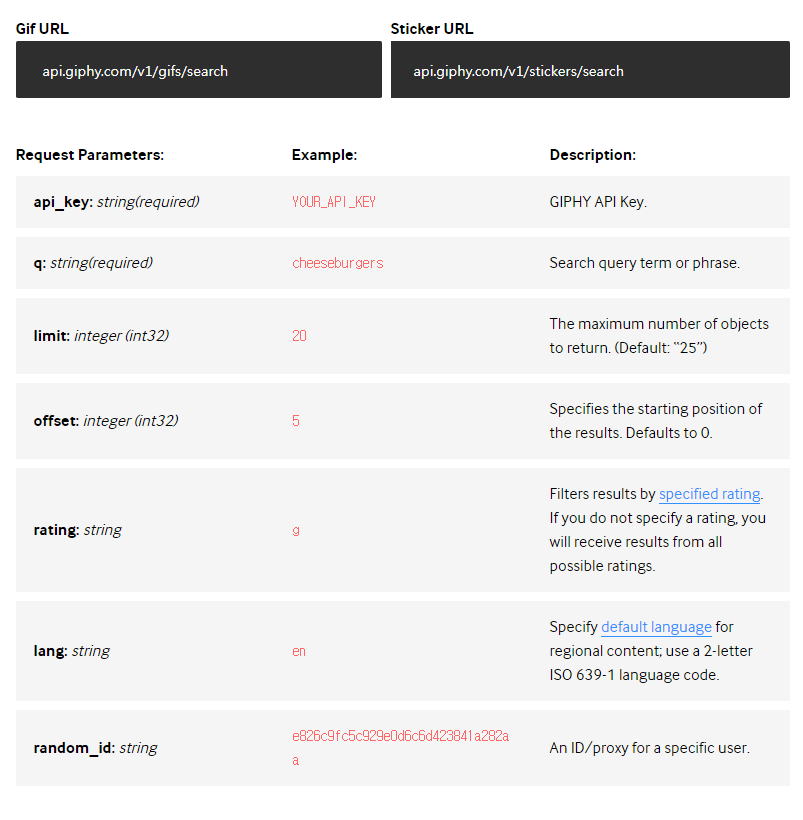 Gif URL
Sticker URL
api.giphy.com/v1/gifs/search
api.giphy.com/v1/stickers/search
Request Parameters:
Example:
Description:
api_key: string(required)
YOUR_API_KEY
GIPHY API Key.
q: string(required)
cheeseburgers
Search query term or phrase.
limit: integer (int32)
20
The maximum number of objects
to return. (Default: “25”)
offset: integer (int32)
5
Specifies the starting position of
the results. Defaults to 0.
rating: string
g
Filters results by specified rating.
If you do not specify a rating, you
will receive results from all
possible ratings.
lang: string
en
Specify default language for
regional content; use a 2-letter
ISO 639-1 language code.
random_id: string
e826c9fc5c929e0d6c6d423841a282a
a
An ID/proxy for a specific user.